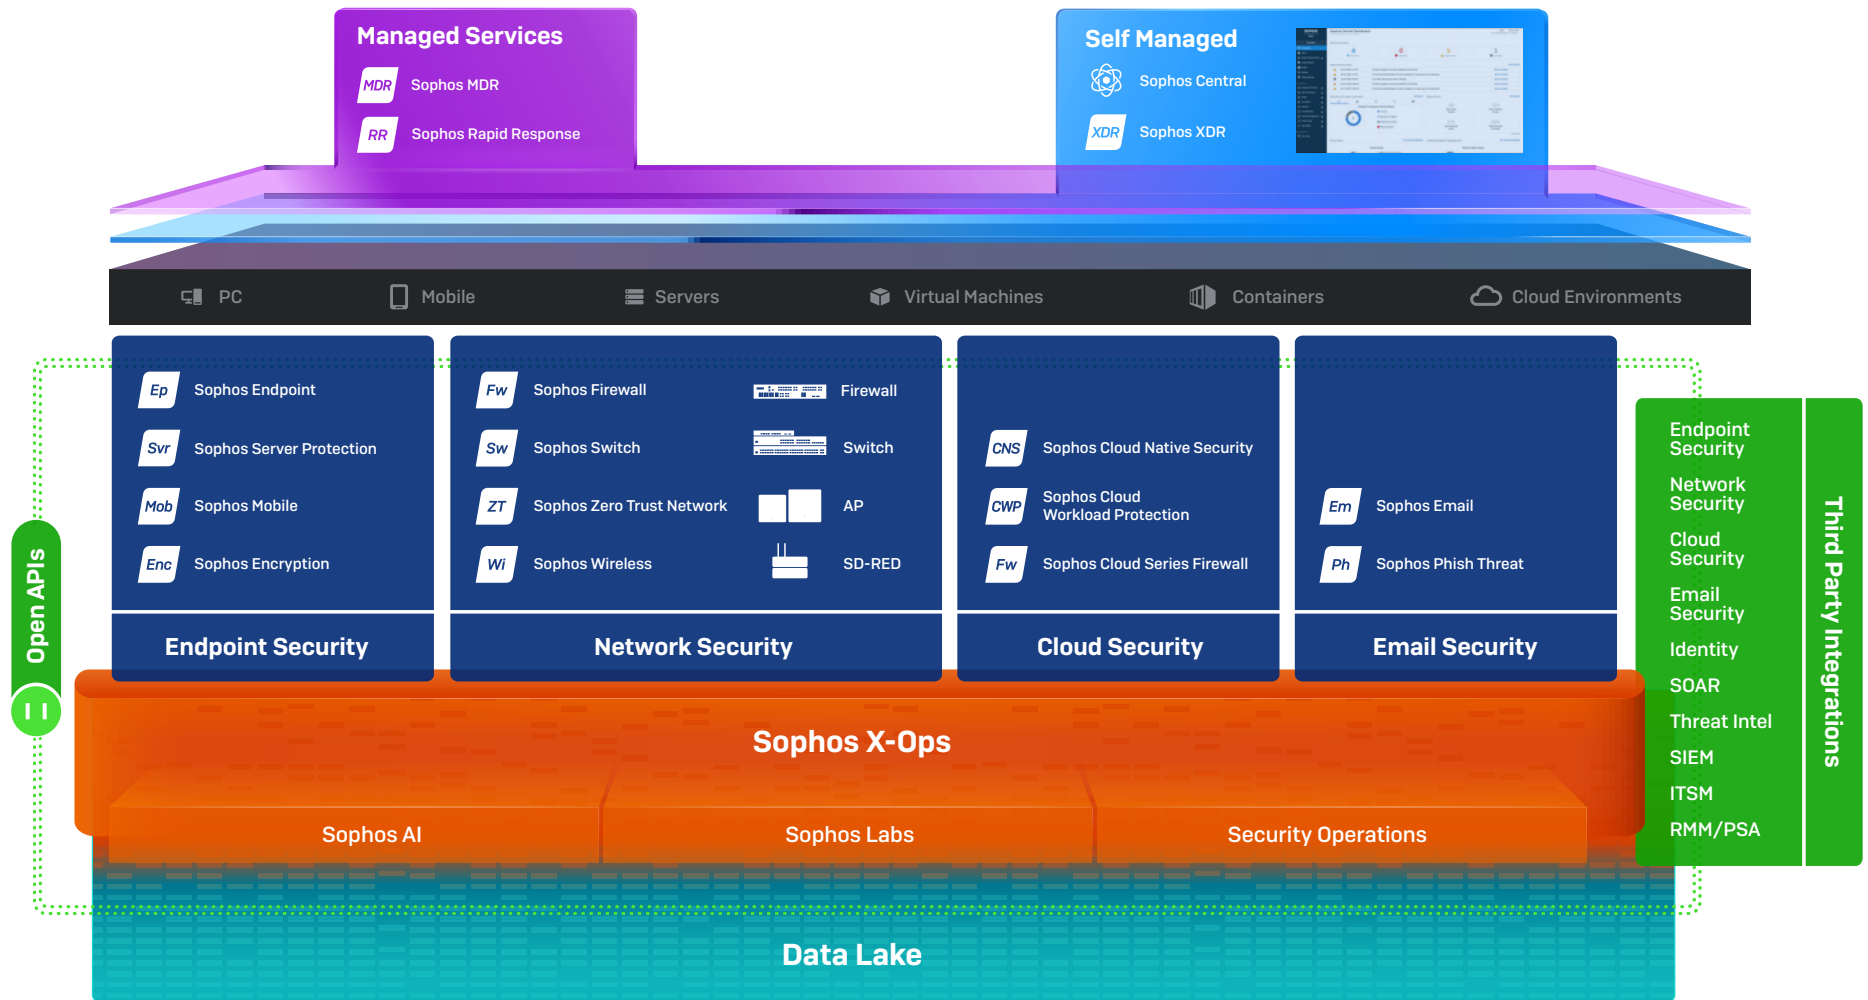 Managed Services
MDR Sophos MDR
RR Sophos Rapid Response
Self Managed
Sophos Central
XDR Sophos XDR
PC
Mobile
Servers
Virtual Machines
Containers
Cloud Environments
Ep Sophos Endpoint
Svr Sophos Server Protection
Mob Sophos Mobile
Enc Sophos Encryption
Endpoint Security
Fw Sophos Firewall
Sw Sophos Switch
ZT Sophos Zero Trust Network
Wi Sophos Wireless
Firewall
Switch
AP
SD-RED
Network Security
CNS Sophos Cloud Native Security
CWP Sophos Cloud
Workload Protection
Fw Sophos Cloud Series Firewall
Cloud Security
Em Sophos Email
Ph Sophos Phish Threat
Email Security
Open APIs
Endpoint
Security
Network
Security
Cloud
Security
Email
Security
Identity
SOAR
Threat Intel
SIEM
ITSM
RMM/PSA
Third Party Integrations
Sophos X-Ops
Sophos AI
Sophos Labs
Security Operations
Data Lake